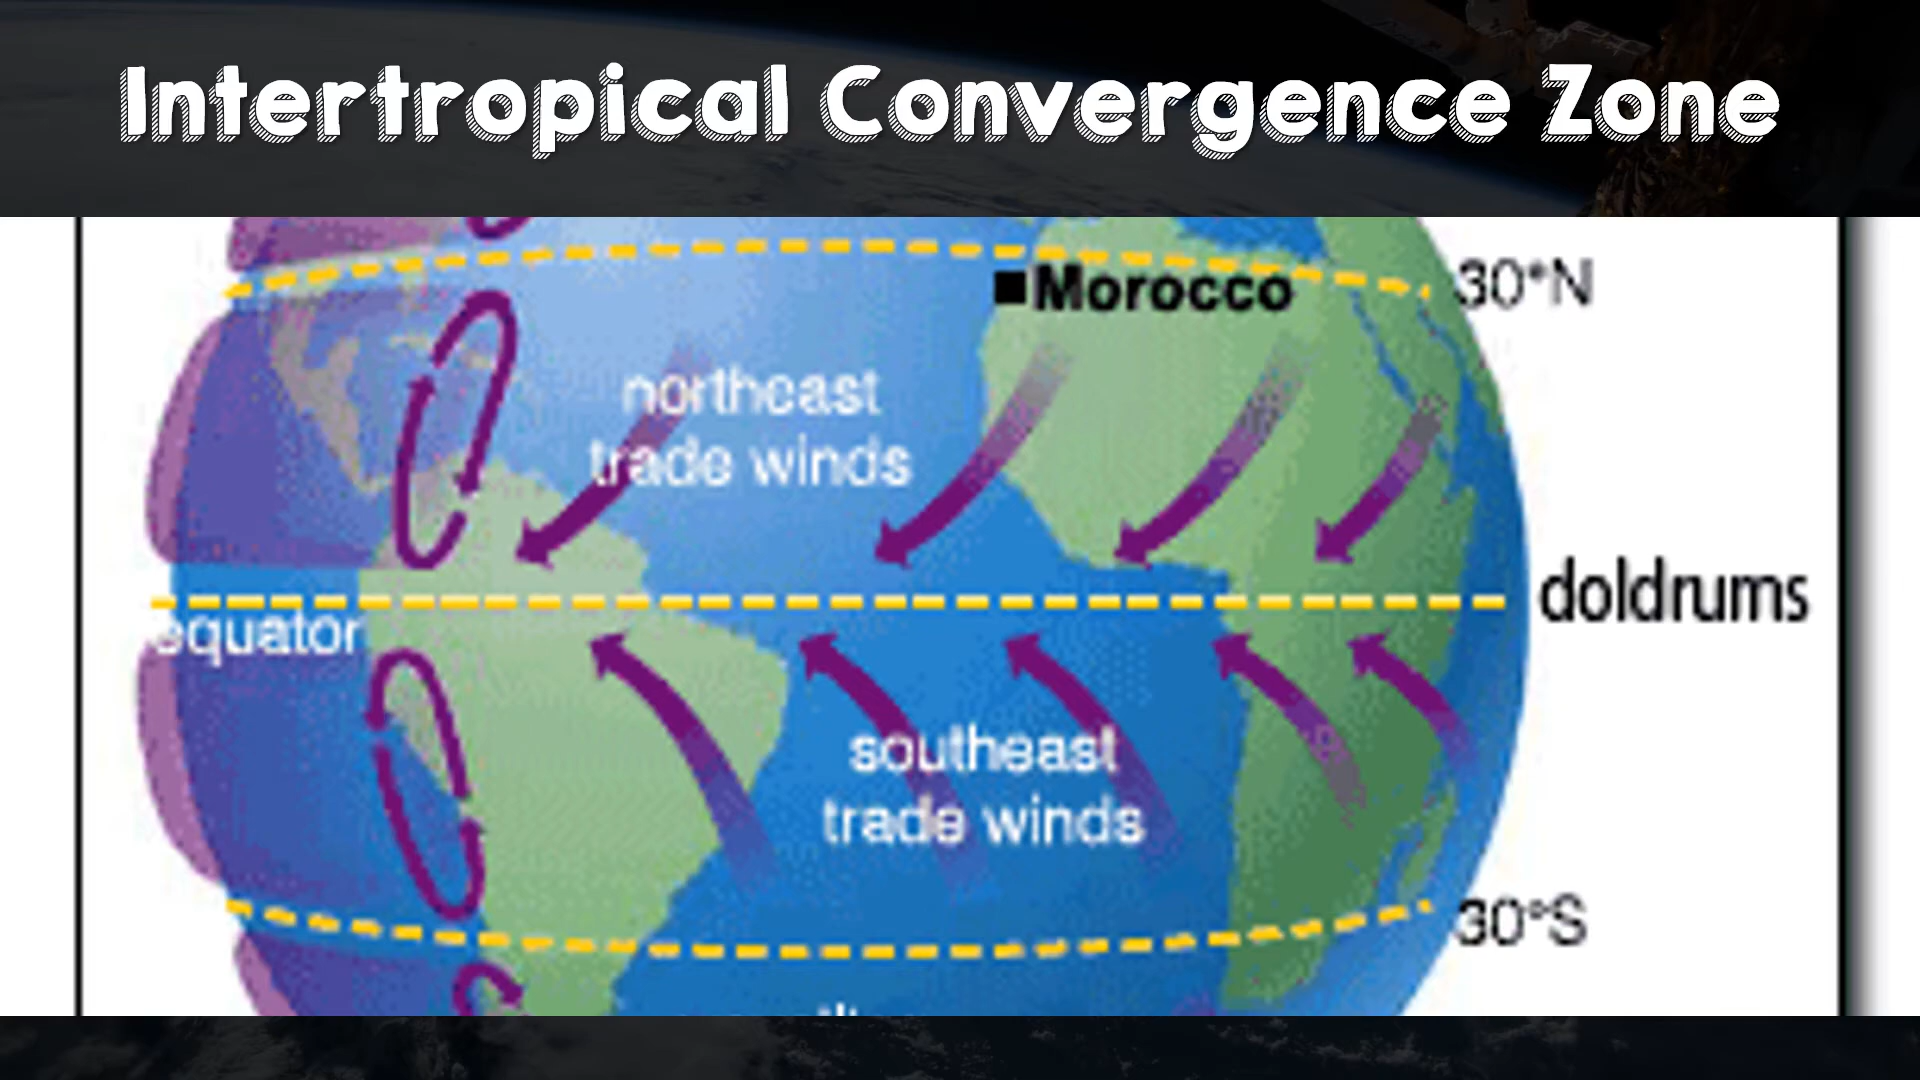 Intertropical Convergence Zone
30°N
Morocco
northeast
trade winds
doldrums
equator
southeast
trade winds
30°S